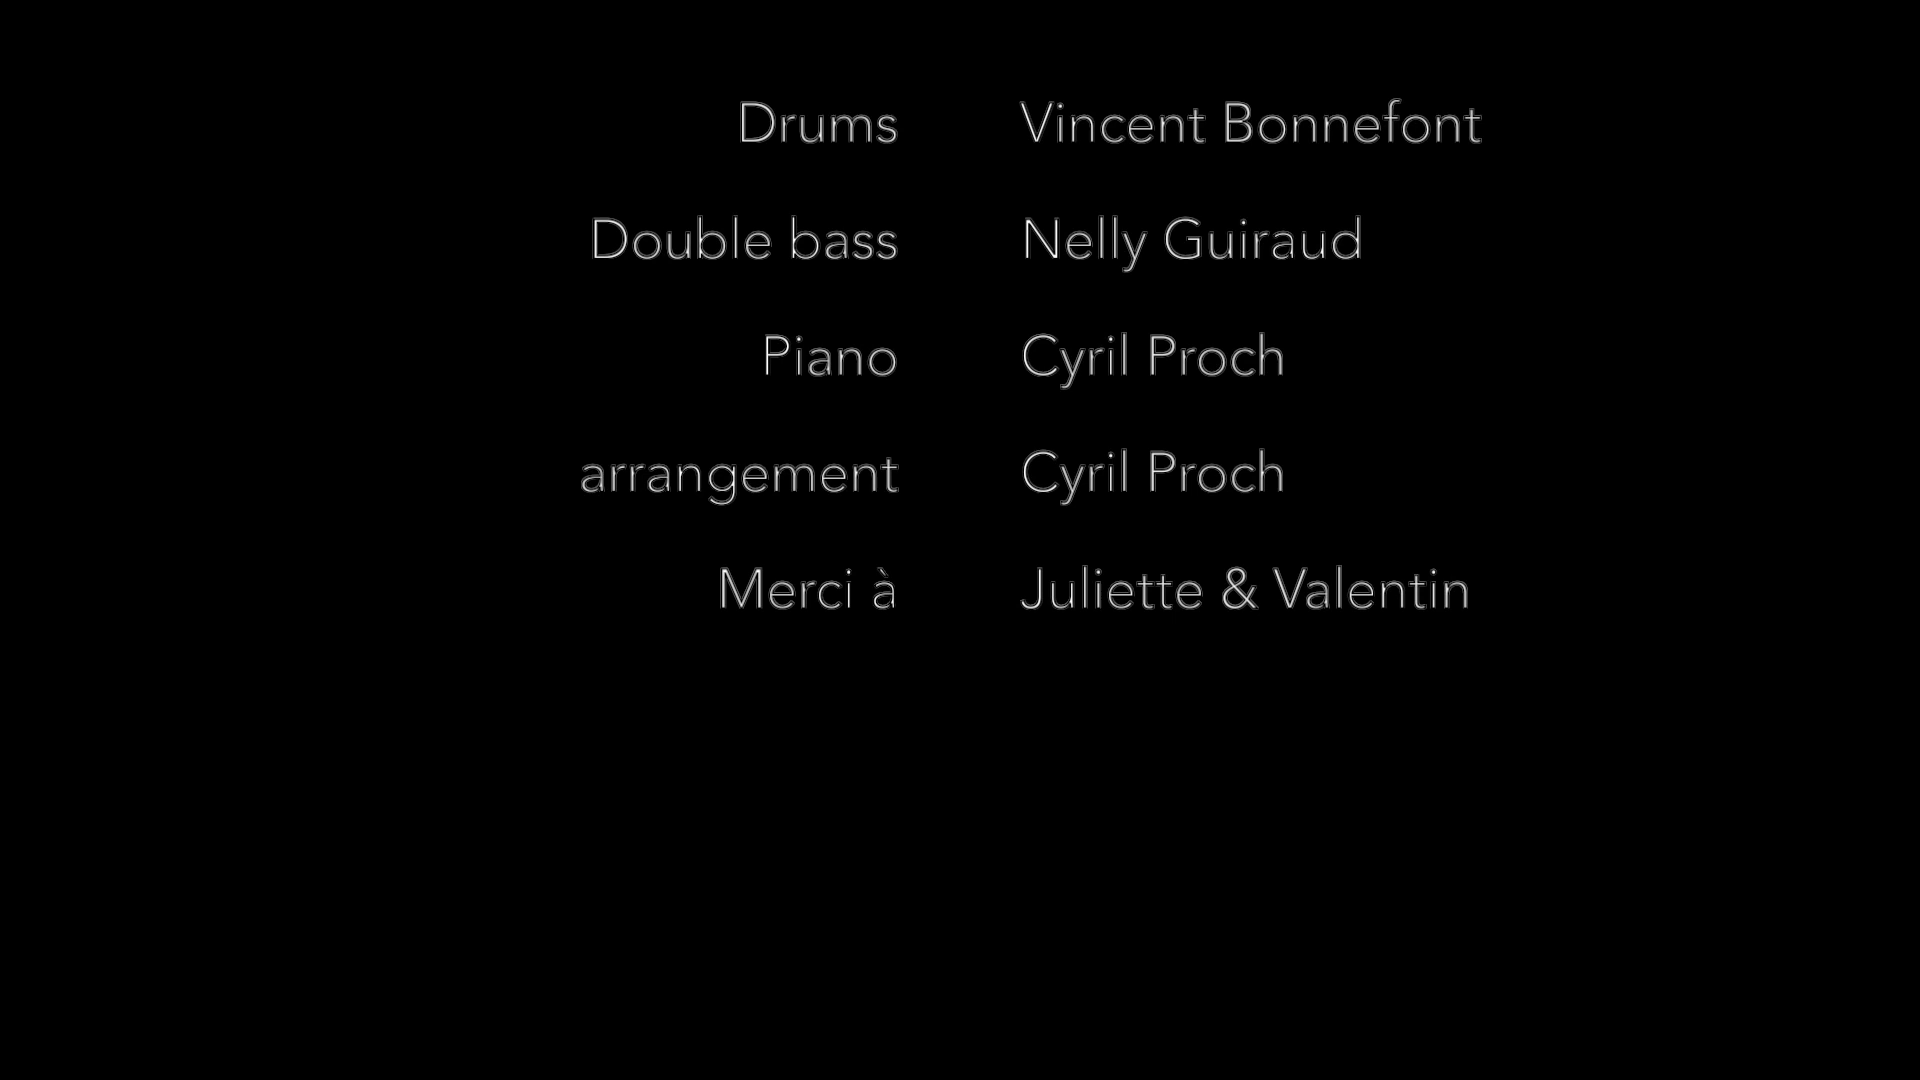 Drums Vincent Bonnefont
Double bass Nelly Guiraud
Piano Cyril Proch
arrangement Cyril Proch
Merci à Juliette & Valentin